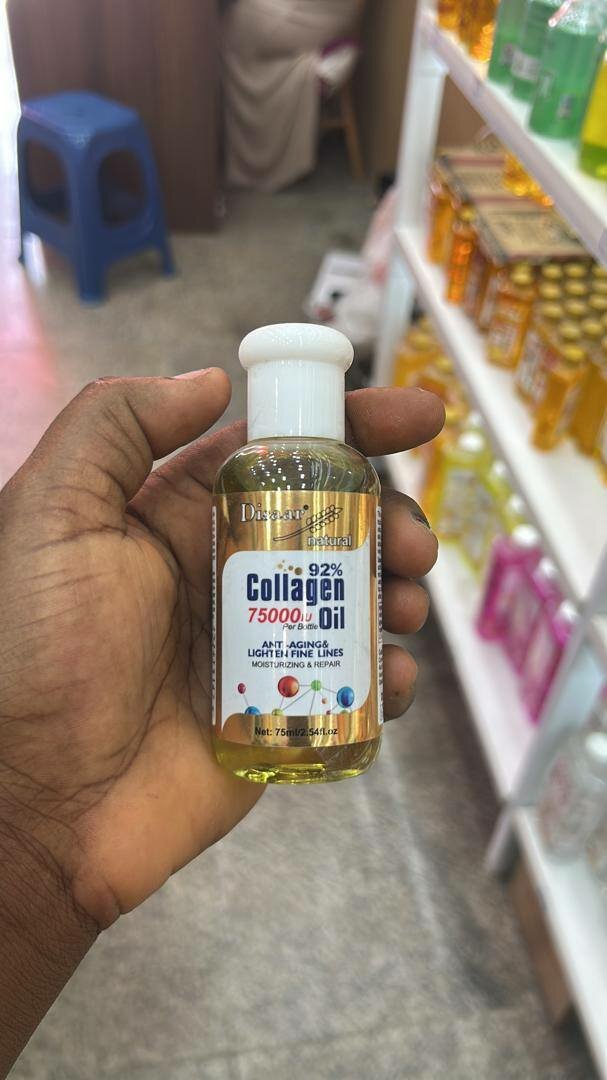 Disaar
natural
92%
Collagen
75000IU
Per Bottle Oil
ANTI-AGING&
LIGHTEN FINE LINES
MOISTURIZING & REPAIR
Net: 75ml/2.54fl.oz